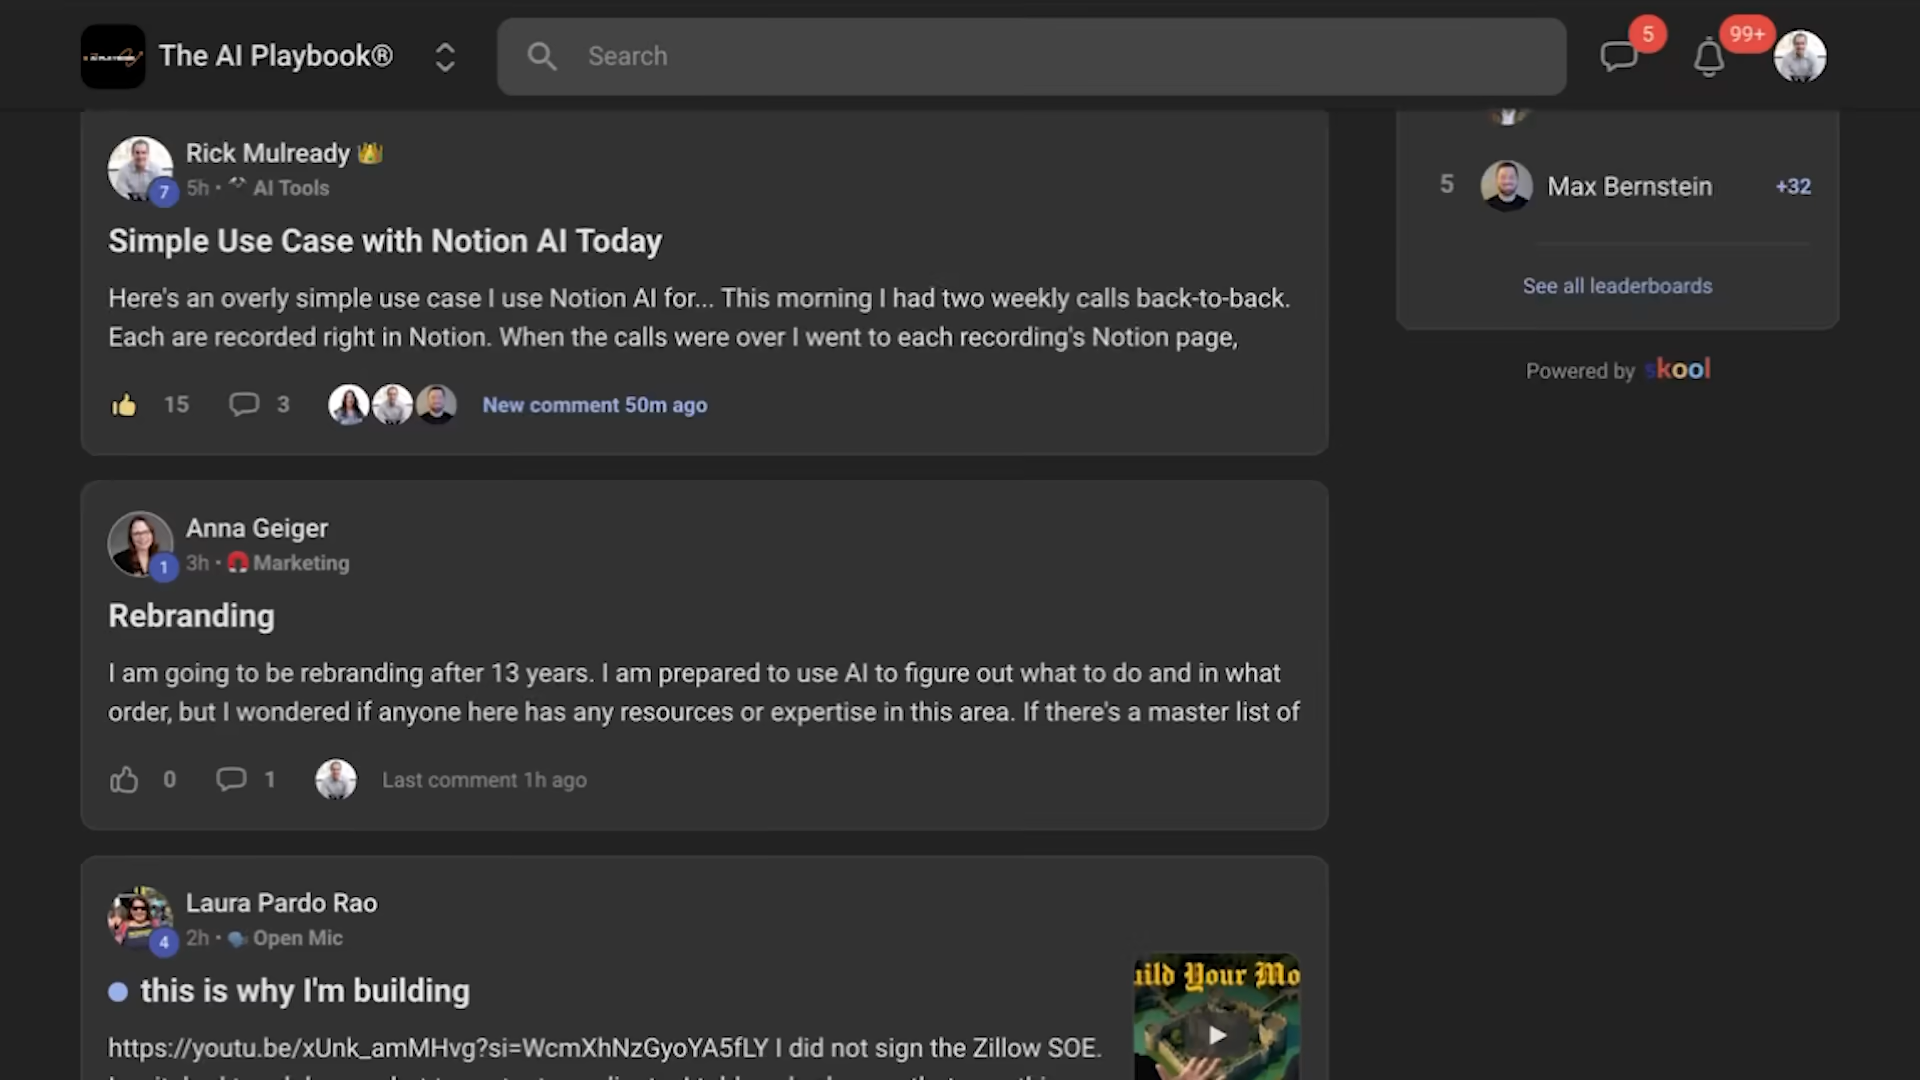 The AI Playbook®
Search
5
99+
Rick Mulready
7
5h • AI Tools
Simple Use Case with Notion AI Today
Here's an overly simple use case I use Notion AI for... This morning I had two weekly calls back-to-back.
Each are recorded right in Notion. When the calls were over I went to each recording's Notion page,
15
3
New comment 50m ago
Anna Geiger
1
3h • Marketing
Rebranding
I am going to be rebranding after 13 years. I am prepared to use AI to figure out what to do and in what
order, but I wondered if anyone here has any resources or expertise in this area. If there's a master list of
0
1
Last comment 1h ago
Laura Pardo Rao
4
2h • Open Mic
this is why I'm building
https://youtu.be/xUnk_amMHvg?si=WcmXhNzGyoYA5fLY I did not sign the Zillow SOE.
uild Your Mo
5
Max Bernstein
+32
See all leaderboards
Powered by skool